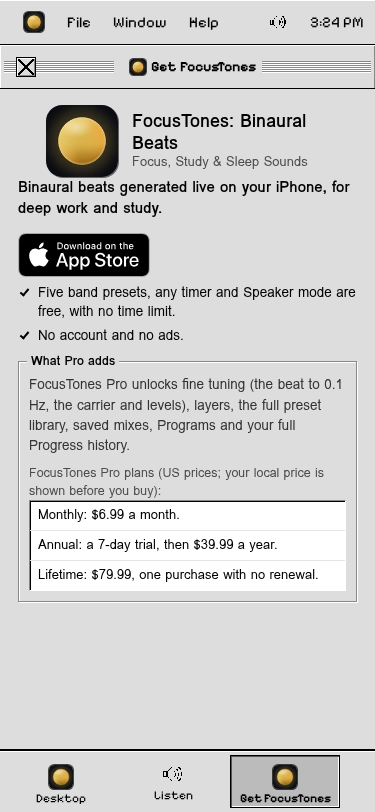 File Window Help 3:24 PM
Get FocusTones
FocusTones: Binaural
Beats
Focus, Study & Sleep Sounds
Binaural beats generated live on your iPhone, for
deep work and study.
Download on the
App Store
Five band presets, any timer and Speaker mode are
free, with no time limit.
No account and no ads.
What Pro adds
FocusTones Pro unlocks fine tuning (the beat to 0.1
Hz, the carrier and levels), layers, the full preset
library, saved mixes, Programs and your full
Progress history.
FocusTones Pro plans (US prices; your local price is
shown before you buy):
Monthly: $6.99 a month.
Annual: a 7-day trial, then $39.99 a year.
Lifetime: $79.99, one purchase with no renewal.
Desktop Listen Get FocusTones